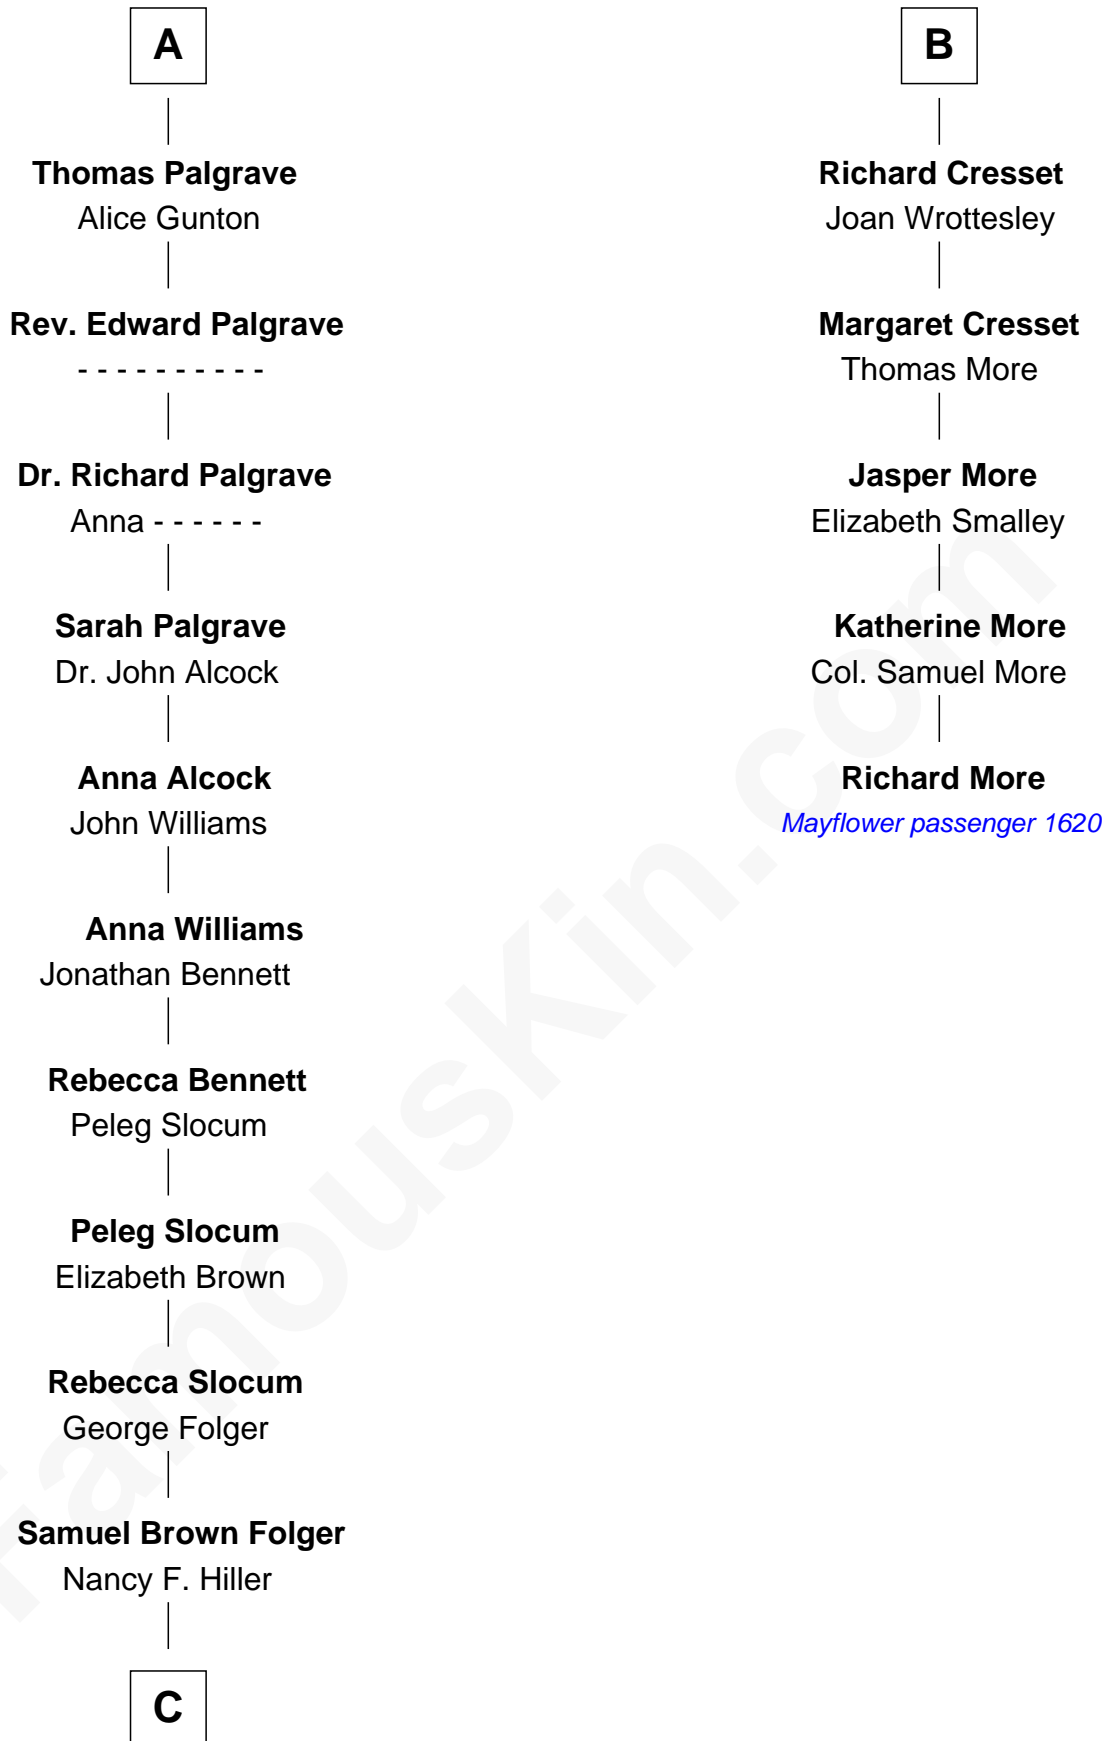 A
Thomas Palgrave
Alice Gunton
Rev. Edward Palgrave
- - - - - - - - - -
Dr. Richard Palgrave
Anna - - - - - -
Sarah Palgrave
Dr. John Alcock
Anna Alcock
John Williams
Anna Williams
Jonathan Bennett
Rebecca Bennett
Peleg Slocum
Peleg Slocum
Elizabeth Brown
Rebecca Slocum
George Folger
Samuel Brown Folger
Nancy F. Hiller
C
B
Richard Cresset
Joan Wrottesley
Margaret Cresset
Thomas More
Jasper More
Elizabeth Smalley
Katherine More
Col. Samuel More
Richard More
Mayflower passenger 1620
FamousKin.com